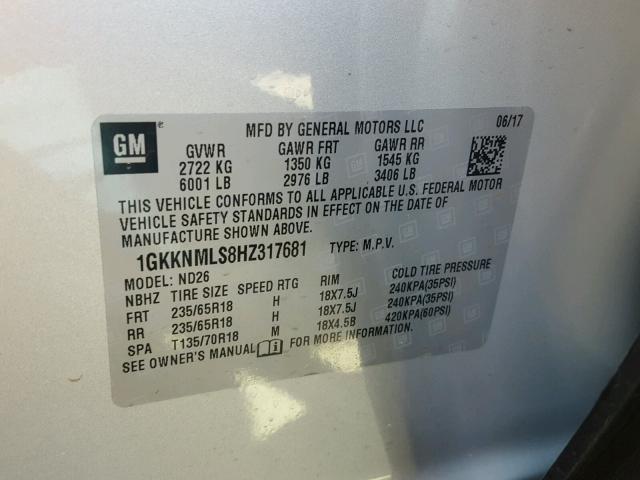 GM
MFD BY GENERAL MOTORS LLC 06/17
GVWR GAWR FRT GAWR RR
2722 KG 1350 KG 1545 KG
6001 LB 2976 LB 3406 LB
THIS VEHICLE CONFORMS TO ALL APPLICABLE U.S. FEDERAL MOTOR
VEHICLE SAFETY STANDARDS IN EFFECT ON THE DATE OF
MANUFACTURE SHOWN ABOVE.
1GKKNMLS8HZ317681 TYPE: M.P.V.
MODEL: ND26
NBHZ TIRE SIZE SPEED RTG RIM COLD TIRE PRESSURE
FRT 235/65R18 H 18X7.5J 240KPA(35PSI)
RR 235/65R18 H 18X7.5J 240KPA(35PSI)
SPA T135/70R18 M 18X4.5B 420KPA(60PSI)
SEE OWNER'S MANUAL FOR MORE INFORMATION.